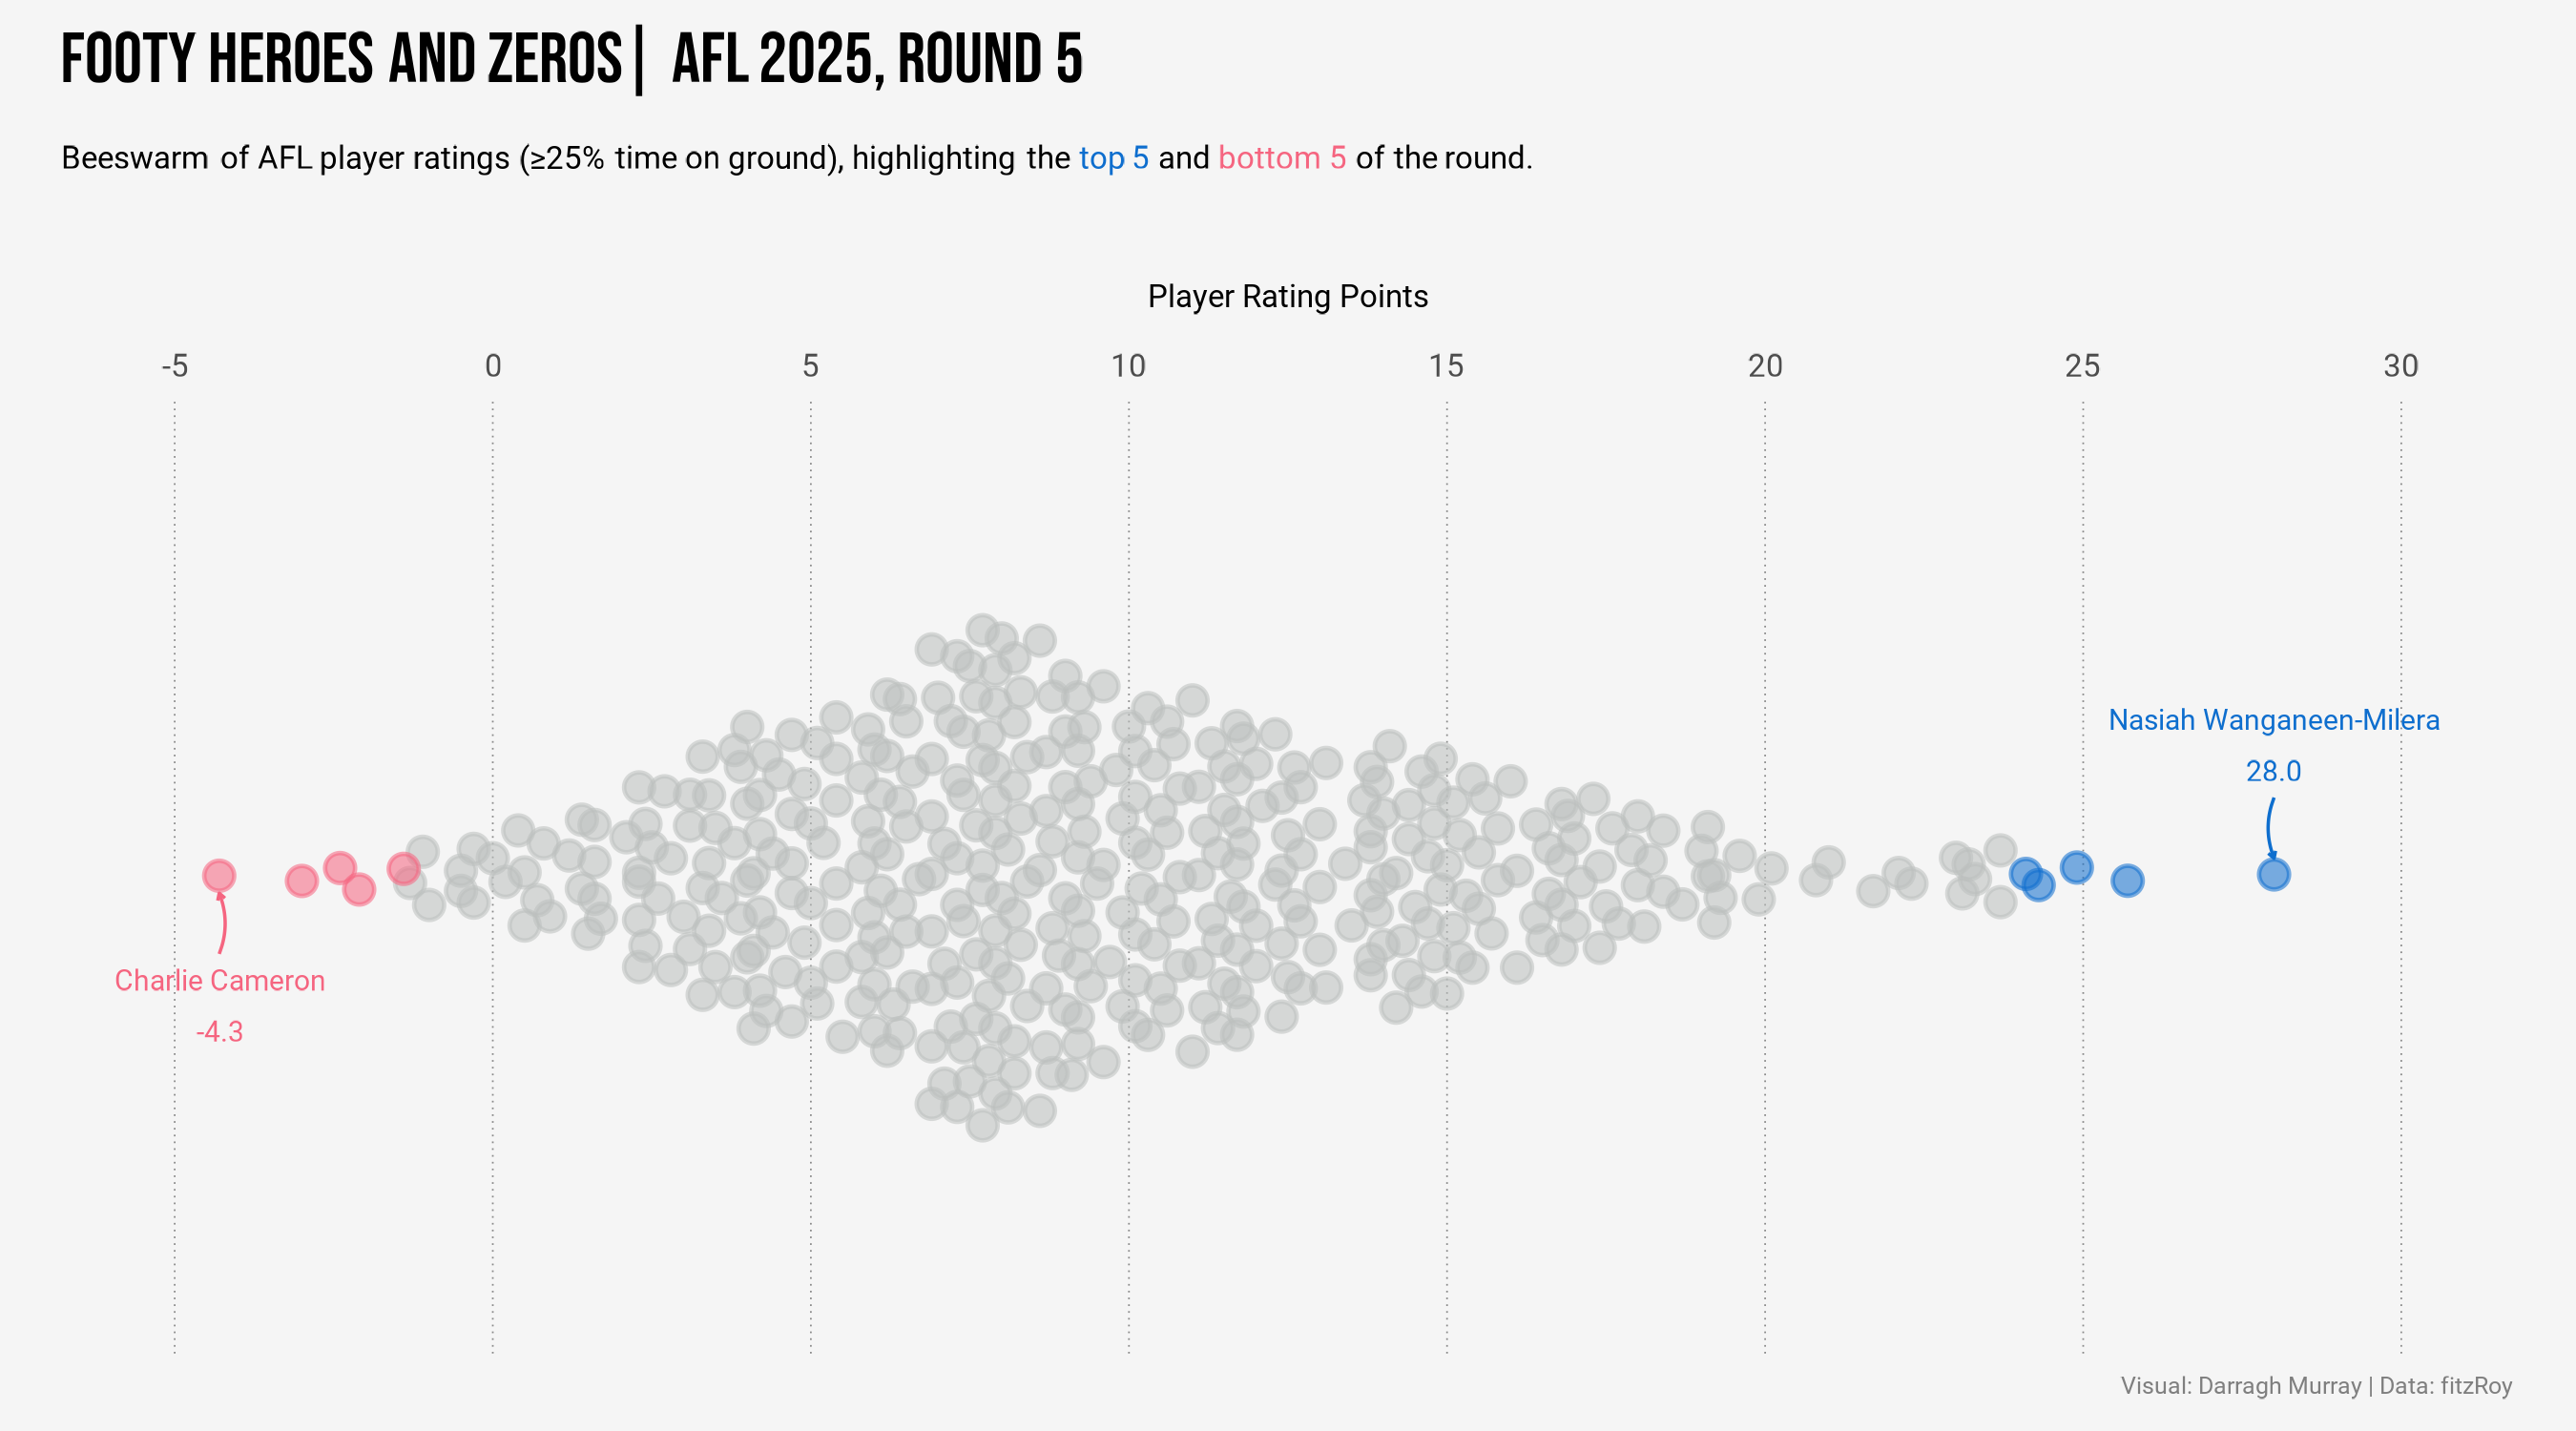 FOOTY HEROES AND ZEROS| AFL 2025, ROUND 5
Beeswarm of AFL player ratings (≥25% time on ground), highlighting the top 5 and bottom 5 of the round.
Player Rating Points
-5 0 5 10 15 20 25 30
Nasiah Wanganeen-Milera
28.0
Charlie Cameron
-4.3
Visual: Darragh Murray | Data: fitzRoy